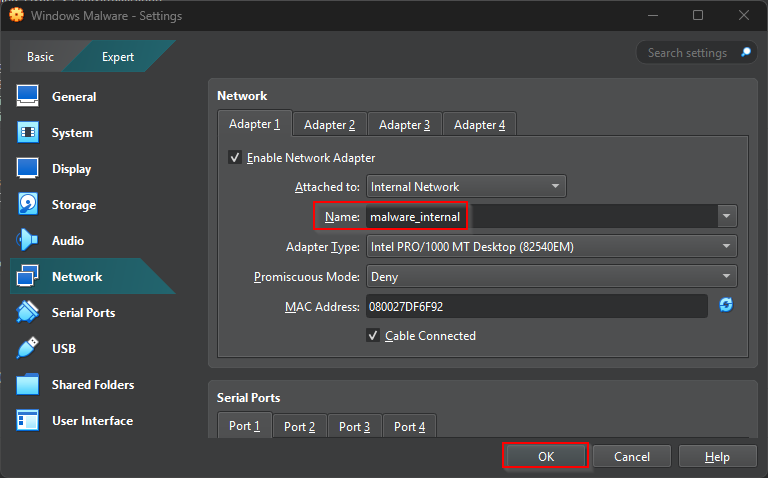 Windows Malware - Settings
Basic Expert Search settings
General
System
Display
Storage
Audio
Network
Serial Ports
USB
Shared Folders
User Interface
Network
Adapter 1 Adapter 2 Adapter 3 Adapter 4
Enable Network Adapter
Attached to: Internal Network
Name: malware_internal
Adapter Type: Intel PRO/1000 MT Desktop (82540EM)
Promiscuous Mode: Deny
MAC Address: 080027DF6F92
Cable Connected
Serial Ports
Port 1 Port 2 Port 3 Port 4
OK Cancel Help